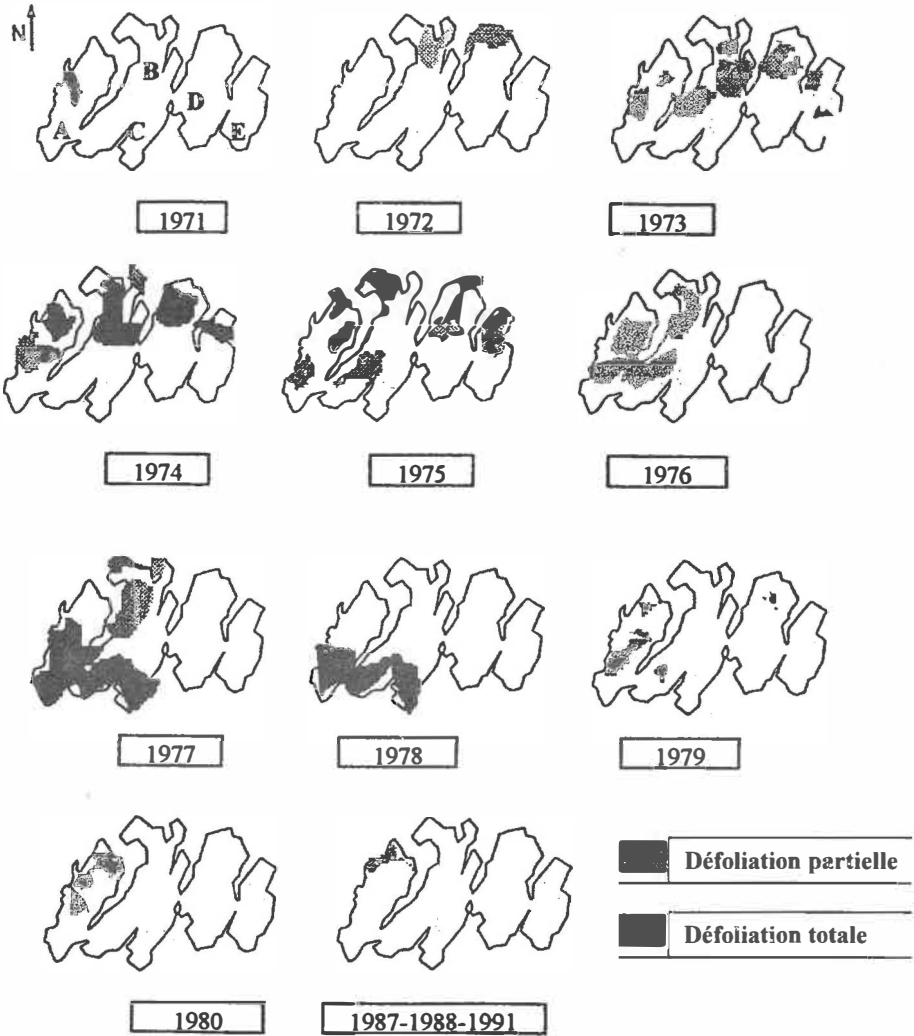 N
A
B
C
D
E
1971
1972
1973
1974
1975
1976
1977
1978
1979
1980
1987-1988-1991
Défoliation partielle
Défoliation totale